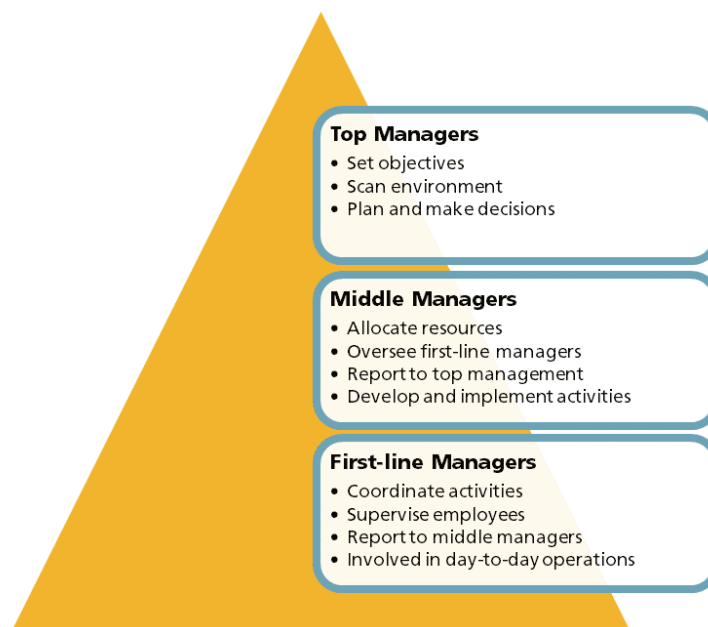 Top Managers
• Set objectives
• Scan environment
• Plan and make decisions
Middle Managers
• Allocate resources
• Oversee first-line managers
• Report to top management
• Develop and implement activities
First-line Managers
• Coordinate activities
• Supervise employees
• Report to middle managers
• Involved in day-to-day operations